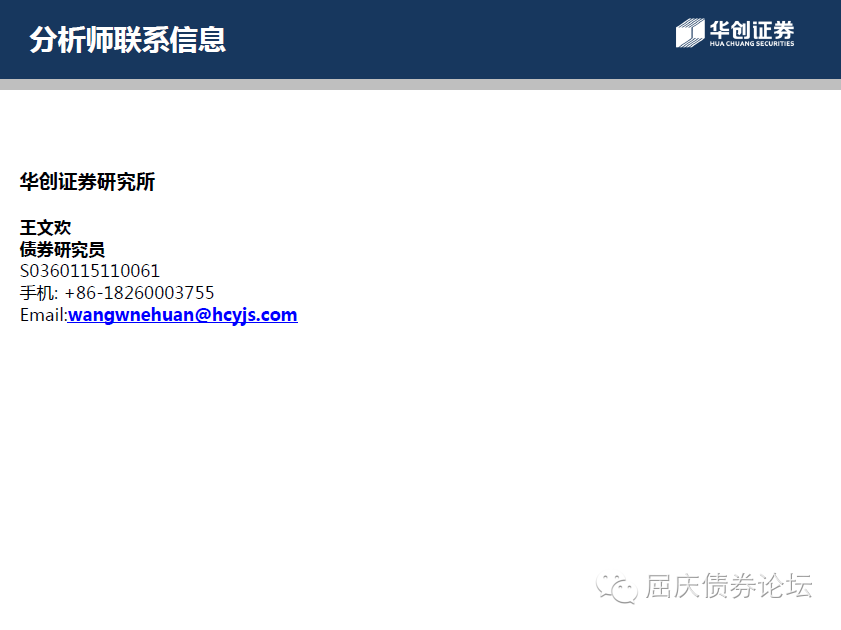 分析师联系信息
华创证券
HUA CHUANG SECURITIES
华创证券研究所
王文欢
债券研究员
S0360115110061
手机: +86-18260003755
Email:wangwnehuan@hcyjs.com
屈庆债券论坛